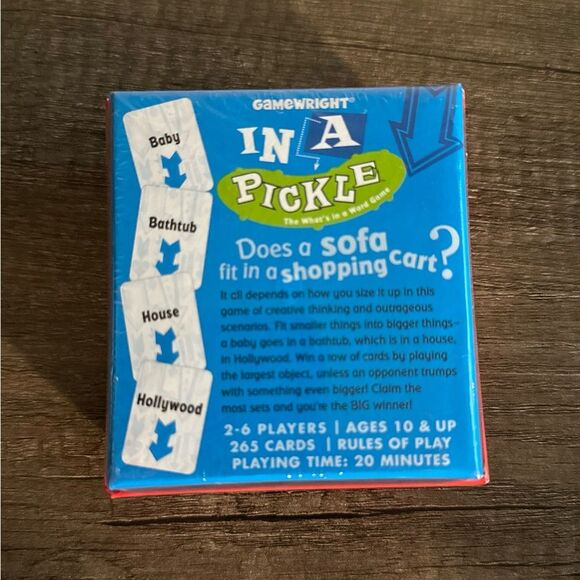 GAMEWRIGHT®
IN A
PICKLE
The What's in a Word Game
Baby
Bathtub
House
Hollywood
Does a sofa
fit in a shopping cart?
It all depends on how you size it up in this
game of creative thinking and outrageous
scenarios. Fit smaller things into bigger things–
a baby goes in a bathtub, which is in a house,
in Hollywood. Win a row of cards by playing
the largest object, unless an opponent trumps
with something even bigger! Claim the
most sets and you're the BIG winner!
2-6 PLAYERS | AGES 10 & UP
265 CARDS | RULES OF PLAY
PLAYING TIME: 20 MINUTES